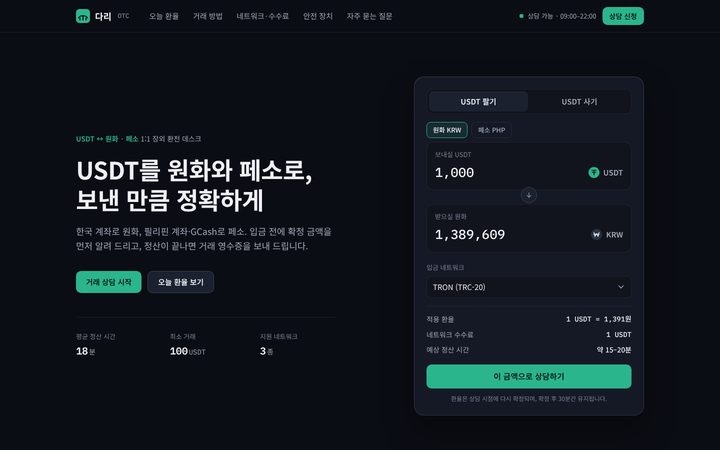 다리 OTC
오늘 환율
거래 방법
네트워크·수수료
안전 장치
자주 묻는 질문
상담 가능 · 09:00–22:00
상담 신청
USDT ↔ 원화 · 페소 1:1 장외 환전 데스크
USDT를 원화와 페소로,
보낸 만큼 정확하게
한국 계좌로 원화, 필리핀 계좌·GCash로 페소. 입금 전에 확정 금액을
먼저 알려 드리고, 정산이 끝나면 거래 영수증을 보내 드립니다.
거래 상담 시작
오늘 환율 보기
평균 정산 시간
18분
최소 거래
100USDT
지원 네트워크
3종
USDT 팔기
USDT 사기
원화 KRW
페소 PHP
보내실 USDT
1,000
USDT
받으실 원화
1,389,609
KRW
입금 네트워크
TRON (TRC-20)
적용 환율
1 USDT = 1,391원
네트워크 수수료
1 USDT
예상 정산 시간
약 15–20분
이 금액으로 상담하기
환율은 상담 시점에 다시 확정되며, 확정 후 30분간 유지됩니다.